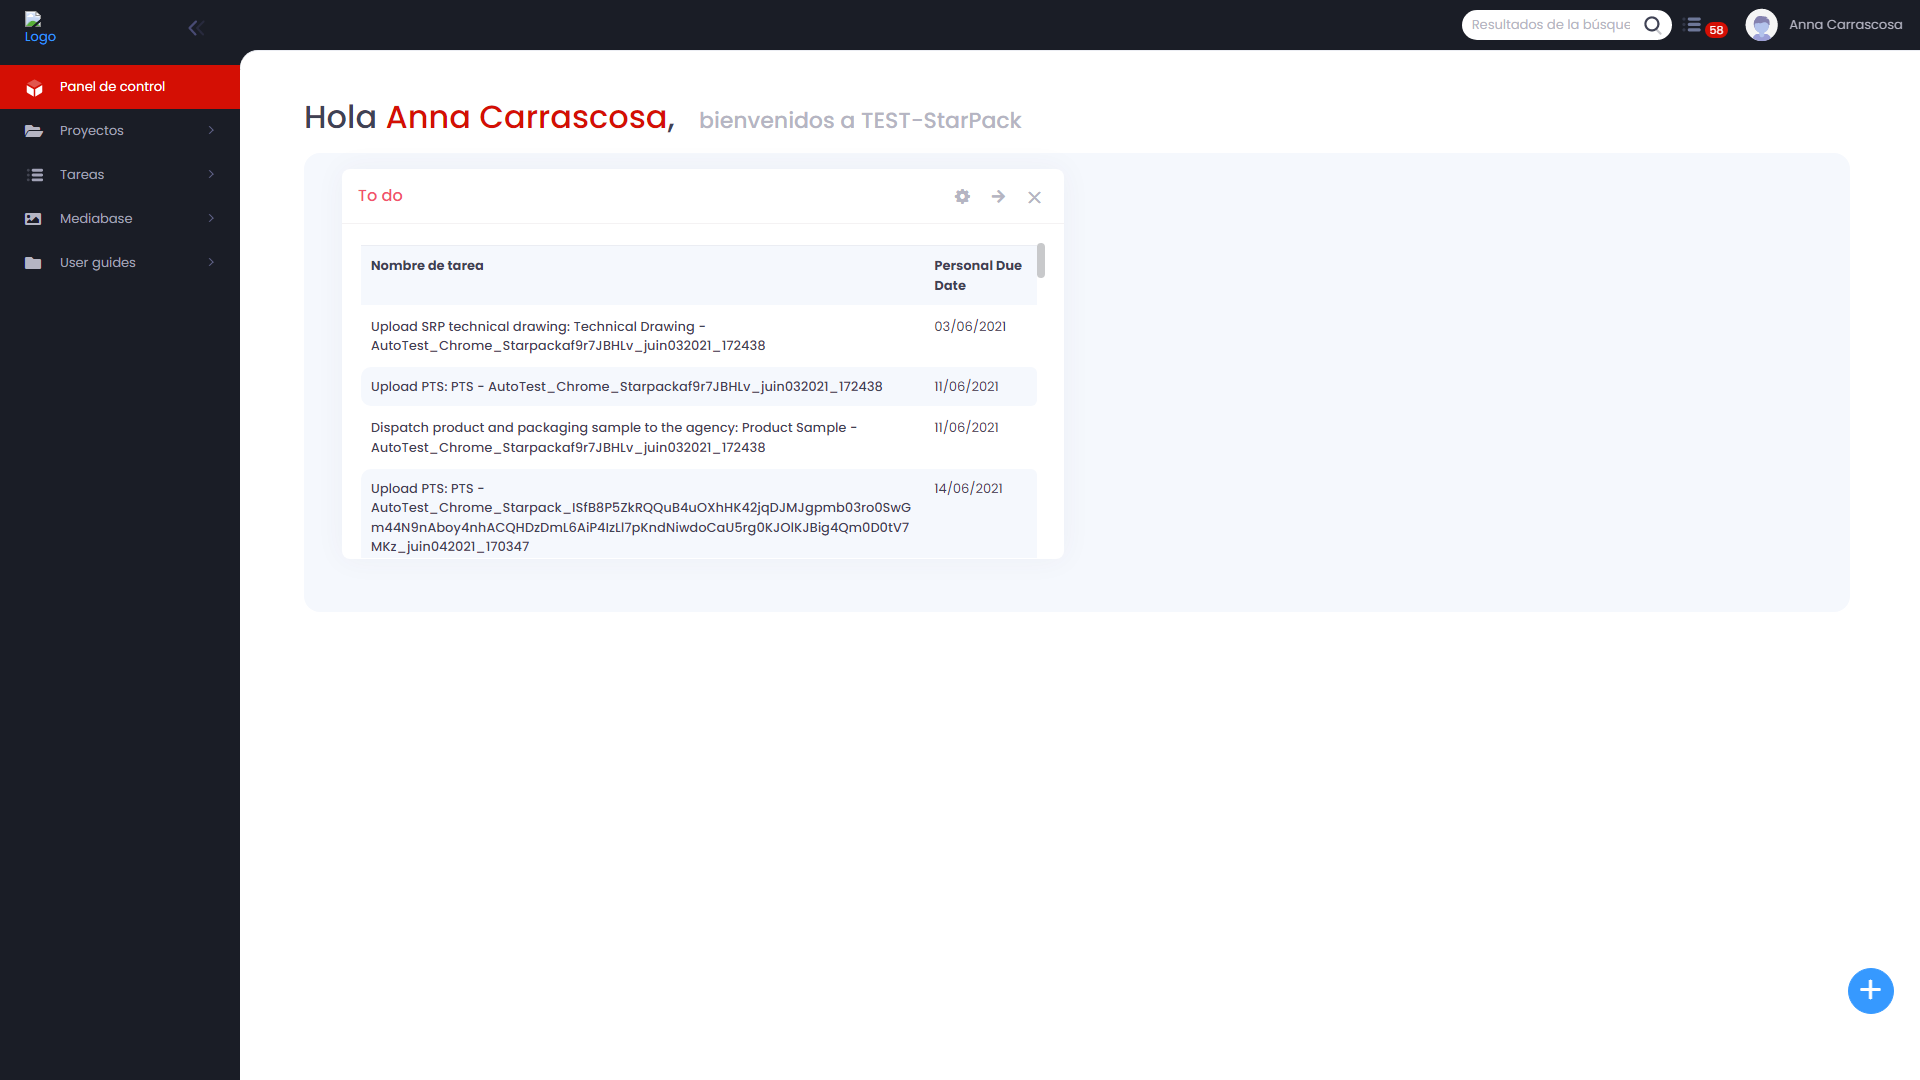 Logo
Resultados de la búsque
58
Anna Carrascosa
Panel de control
Proyectos
Tareas
Mediabase
User guides
Hola Anna Carrascosa, bienvenidos a TEST-StarPack
To do
Nombre de tarea
Personal Due
Date
Upload SRP technical drawing: Technical Drawing -
AutoTest_Chrome_Starpackaf9r7JBHLv_juin032021_172438
03/06/2021
Upload PTS: PTS - AutoTest_Chrome_Starpackaf9r7JBHLv_juin032021_172438
11/06/2021
Dispatch product and packaging sample to the agency: Product Sample -
AutoTest_Chrome_Starpackaf9r7JBHLv_juin032021_172438
11/06/2021
Upload PTS: PTS -
AutoTest_Chrome_Starpack_ISfB8P5ZkRQQuB4uOXhHK42jqDJMJgpmb03ro0SwG
m44N9nAboy4nhACQHDzDmL6AiP4IzLl7pKndNiwdoCaU5rg0KJOlKJBig4Qm0D0tV7
MKz_juin042021_170347
14/06/2021